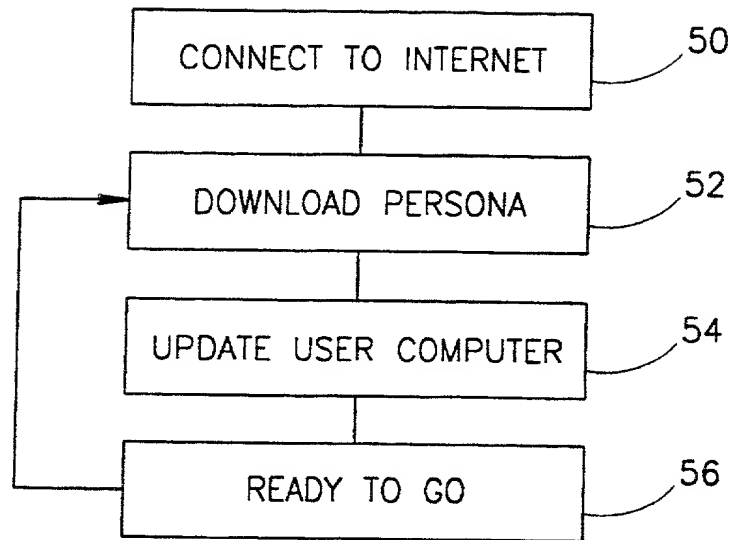 CONNECT TO INTERNET
50
DOWNLOAD PERSONA
52
UPDATE USER COMPUTER
54
READY TO GO
56